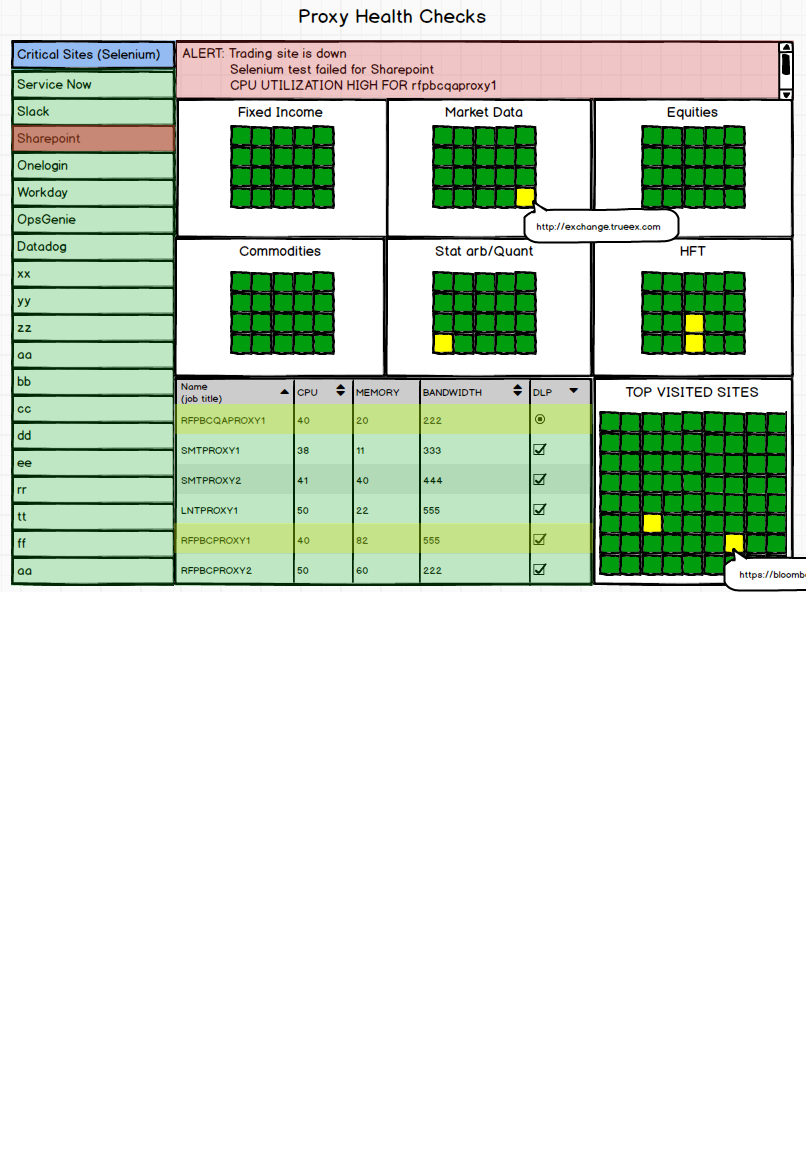 Proxy Health Checks
Critical Sites (Selenium)
Service Now
Slack
Sharepoint
Onelogin
Workday
OpsGenie
Datadog
xx
yy
zz
aa
bb
cc
dd
ee
rr
tt
ff
aa
ALERT: Trading site is down
Selenium test failed for Sharepoint
CPU UTILIZATION HIGH FOR rfpbcqaproxy1
Fixed Income
Market Data
Equities
http://exchange.trueex.com
Commodities
Stat arb/Quant
HFT
Name
(job title) CPU MEMORY BANDWIDTH DLP
RFPBCQAPROXY1 40 20 222
SMTPROXY1 38 11 333
SMTPROXY2 41 40 444
LNTPROXY1 50 22 555
RFPBCPROXY1 40 82 555
RFPBCPROXY2 50 60 222
TOP VISITED SITES
https://bloombe